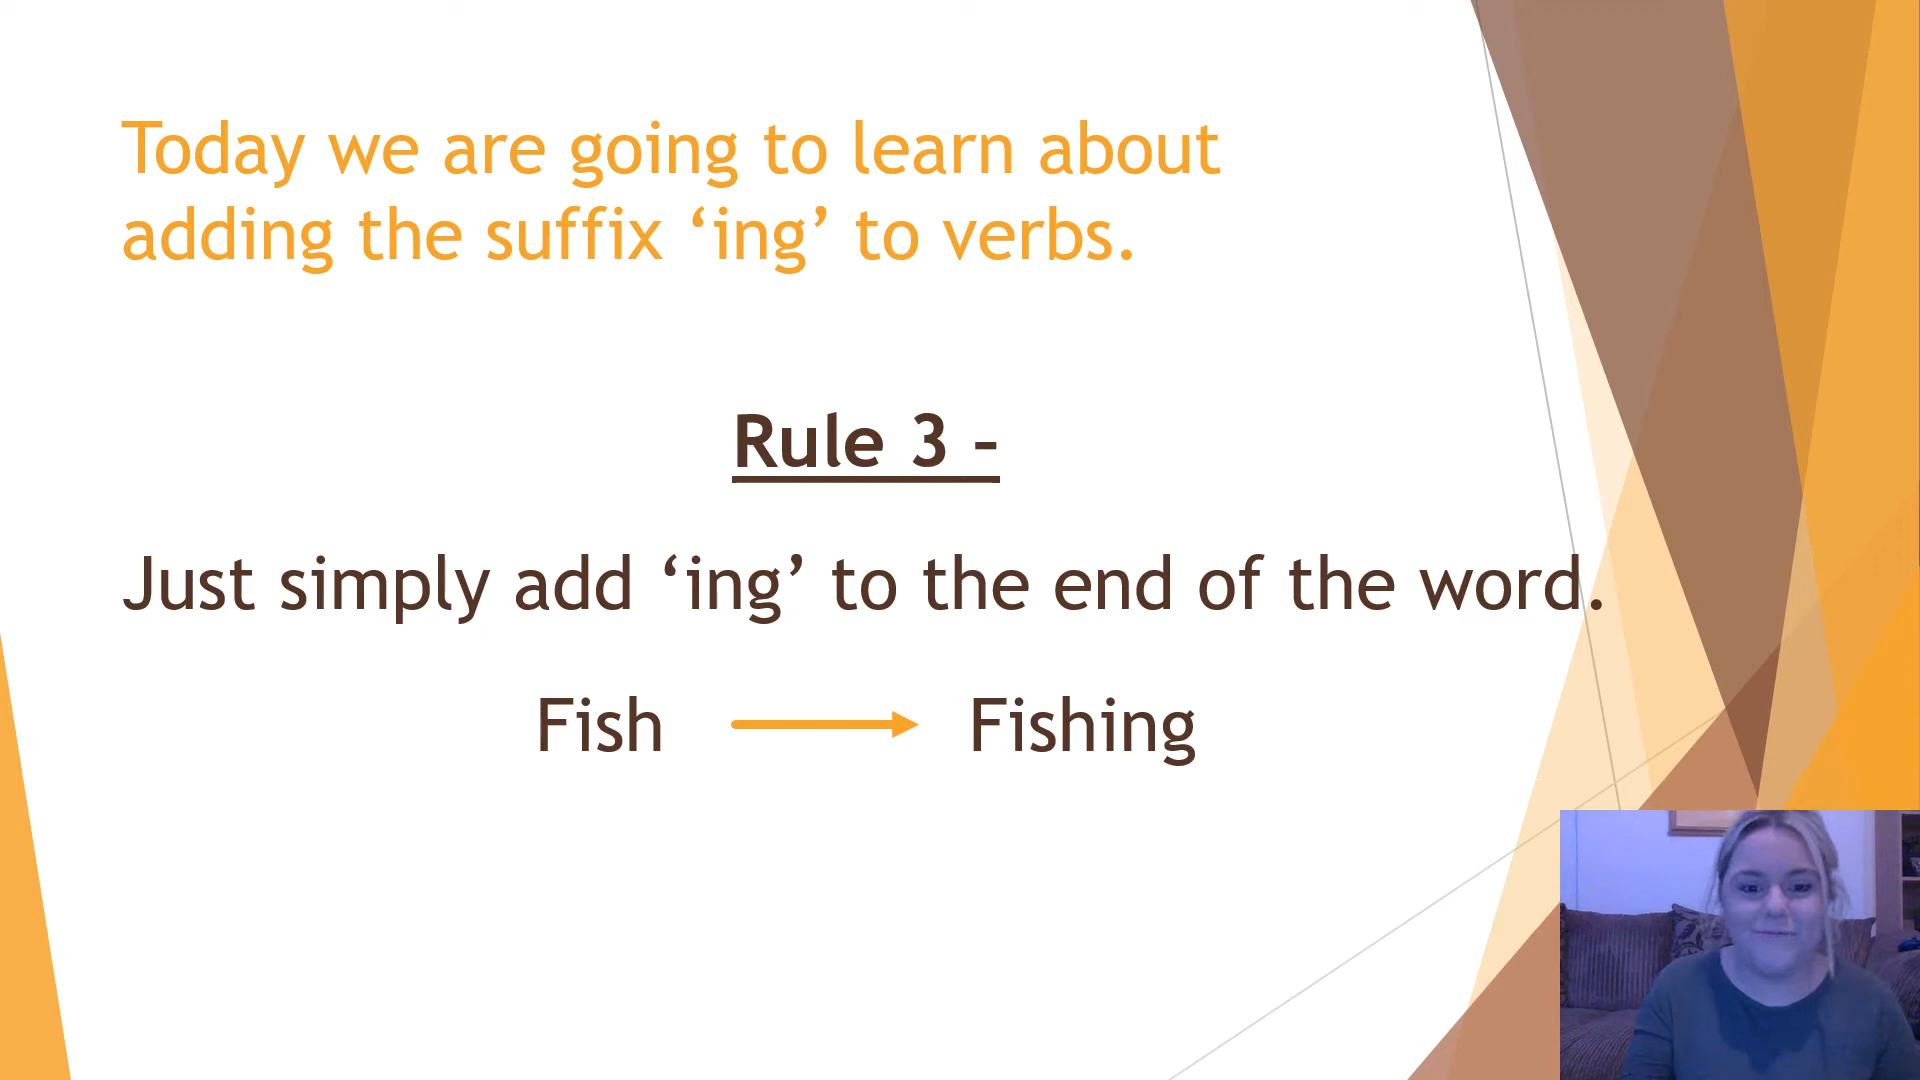 Today we are going to learn about
adding the suffix ‘ing’ to verbs.
Rule 3 –
Just simply add ‘ing’ to the end of the word.
Fish Fishing